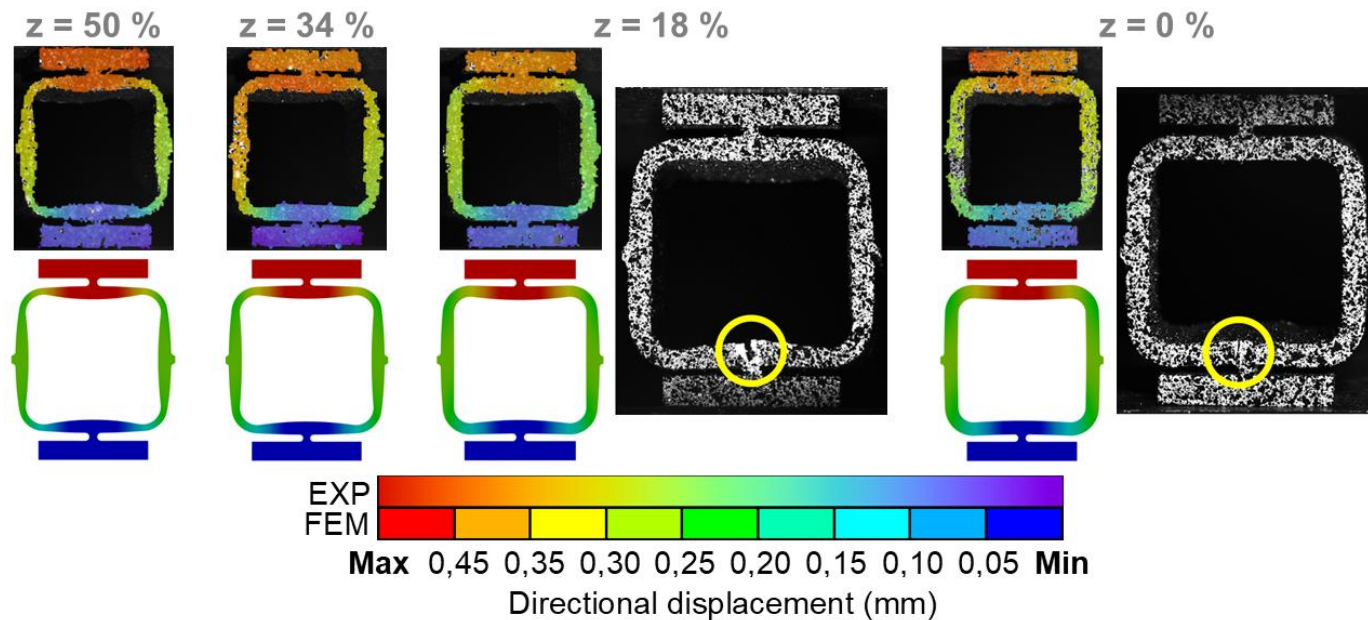 z = 50 %
z = 34 %
z = 18 %
z = 0 %
EXP
FEM
Max 0,45 0,35 0,30 0,25 0,20 0,15 0,10 0,05 Min
Directional displacement (mm)